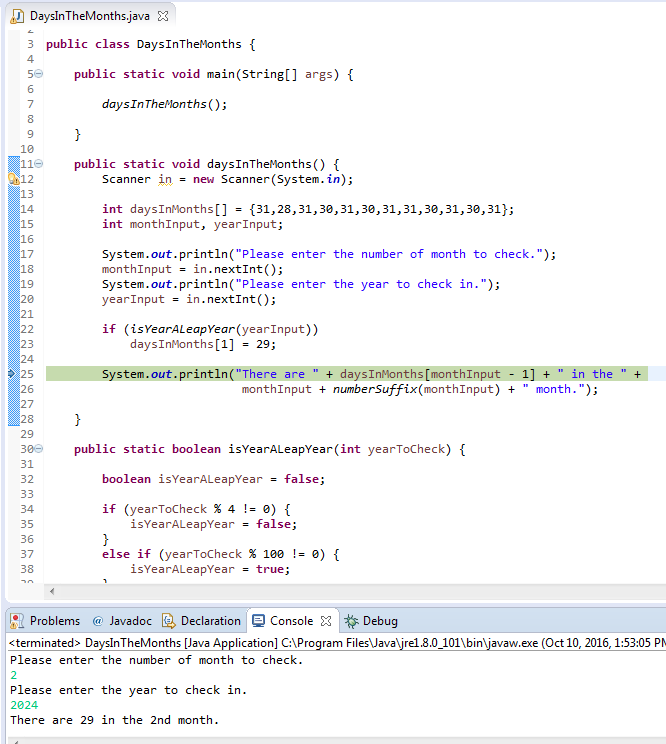 DaysInTheMonths.java
2
3 public class DaysInTheMonths {
4
5 public static void main(String[] args) {
6
7 daysInTheMonths();
8
9 }
10
11 public static void daysInTheMonths() {
12 Scanner in = new Scanner(System.in);
13
14 int daysInMonths[] = {31,28,31,30,31,30,31,31,30,31,30,31};
15 int monthInput, yearInput;
16
17 System.out.println("Please enter the number of month to check.");
18 monthInput = in.nextInt();
19 System.out.println("Please enter the year to check in.");
20 yearInput = in.nextInt();
21
22 if (isYearALeapYear(yearInput))
23 daysInMonths[1] = 29;
24
25 System.out.println("There are " + daysInMonths[monthInput - 1] + " in the " +
26 monthInput + numberSuffix(monthInput) + " month.");
27
28 }
29
30 public static boolean isYearALeapYear(int yearToCheck) {
31
32 boolean isYearALeapYear = false;
33
34 if (yearToCheck % 4 != 0) {
35 isYearALeapYear = false;
36 }
37 else if (yearToCheck % 100 != 0) {
38 isYearALeapYear = true;
39 }
Problems @ Javadoc Declaration Console Debug
<terminated> DaysInTheMonths [Java Application] C:\Program Files\Java\jre1.8.0_101\bin\javaw.exe (Oct 10, 2016, 1:53:05 PM
Please enter the number of month to check.
2
Please enter the year to check in.
2024
There are 29 in the 2nd month.